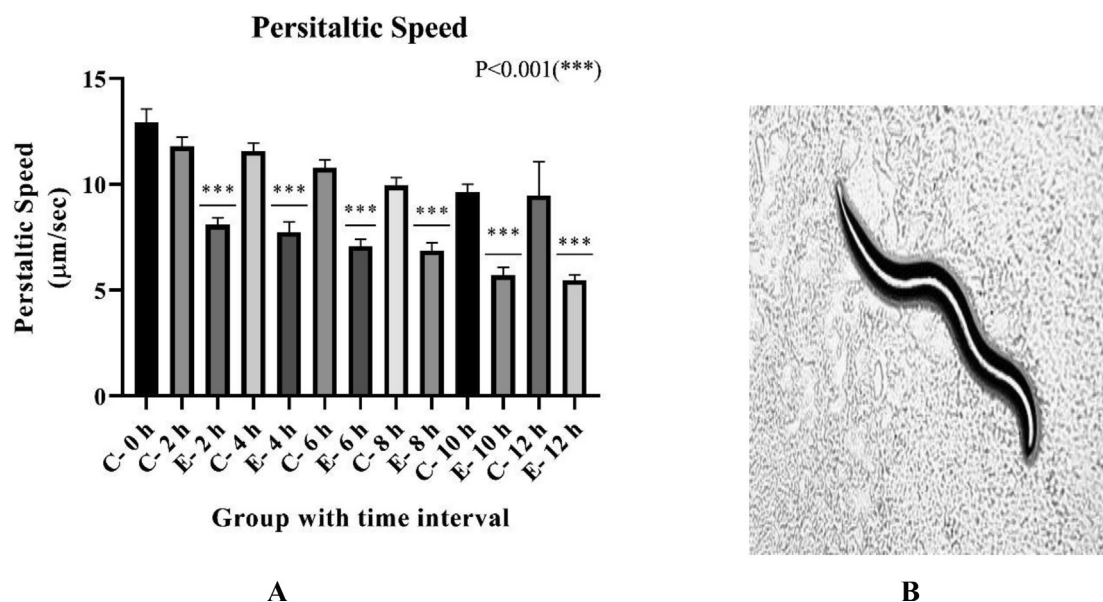 Persitaltic Speed
P<0.001(***)
Perstaltic Speed
(μm/sec)
15
10
5
0
***
***
***
***
***
***
C- 0 h
C- 2 h
E- 2 h
C- 4 h
E- 4 h
C- 6 h
E- 6 h
C- 8 h
E- 8 h
C- 10 h
E- 10 h
C- 12 h
E- 12 h
Group with time interval
A
B